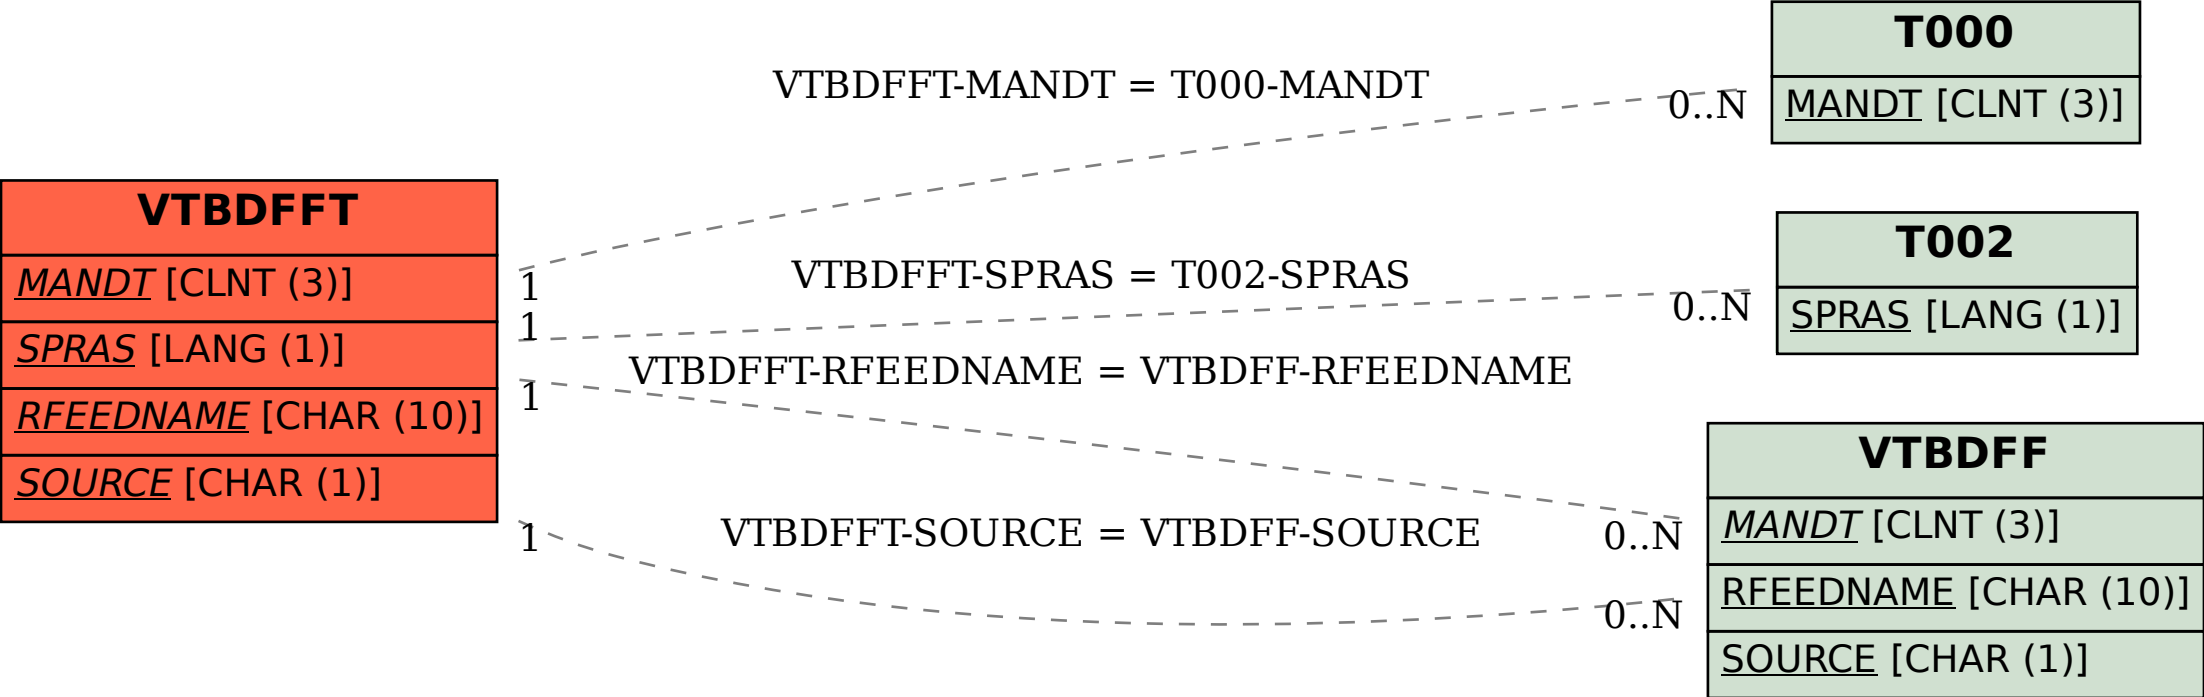 VTBDFFT
MANDT [CLNT (3)]
SPRAS [LANG (1)]
RFEEDNAME [CHAR (10)]
SOURCE [CHAR (1)]
VTBDFFT-MANDT = T000-MANDT
1
0..N
VTBDFFT-SPRAS = T002-SPRAS
1
0..N
VTBDFFT-RFEEDNAME = VTBDFF-RFEEDNAME
1
0..N
VTBDFFT-SOURCE = VTBDFF-SOURCE
1
0..N
T000
MANDT [CLNT (3)]
T002
SPRAS [LANG (1)]
VTBDFF
MANDT [CLNT (3)]
RFEEDNAME [CHAR (10)]
SOURCE [CHAR (1)]